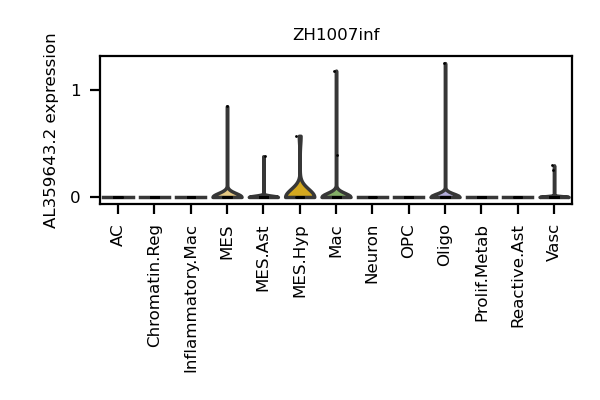 ZH1007inf
AL359643.2 expression
1
0
AC
Chromatin.Reg
Inflammatory.Mac
MES
MES.Ast
MES.Hyp
Mac
Neuron
OPC
Oligo
Prolif.Metab
Reactive.Ast
Vasc